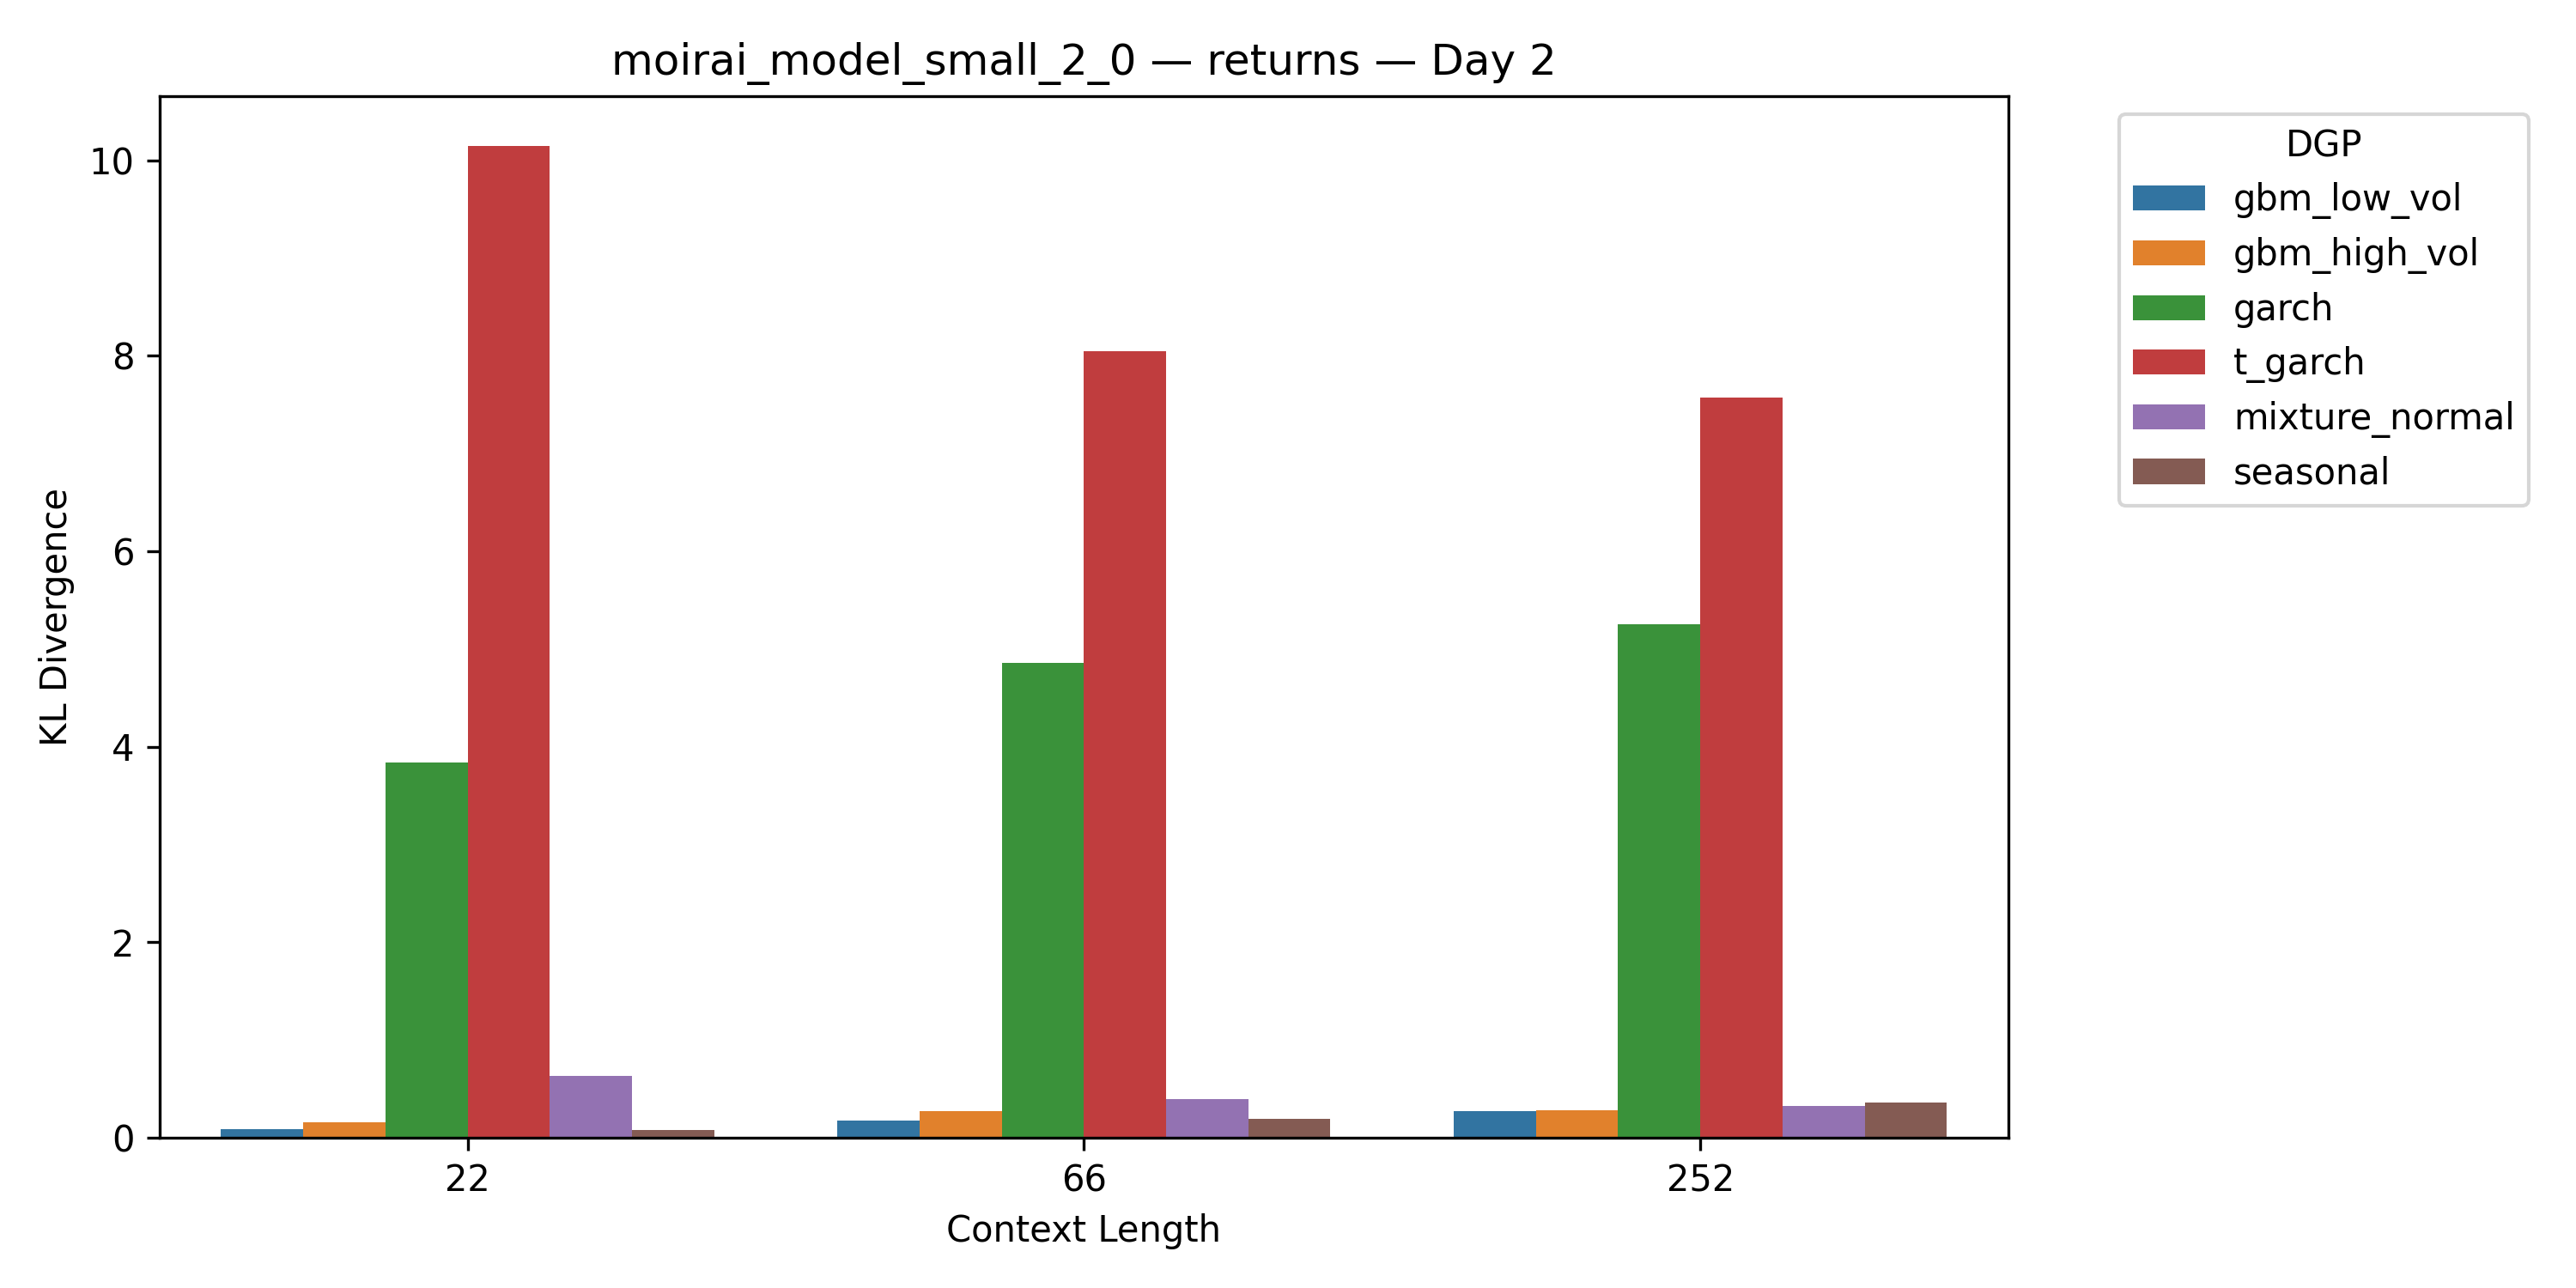 moirai_model_small_2_0 — returns — Day 2
KL Divergence
10
8
6
4
2
0
22
66
252
Context Length
DGP
gbm_low_vol
gbm_high_vol
garch
t_garch
mixture_normal
seasonal